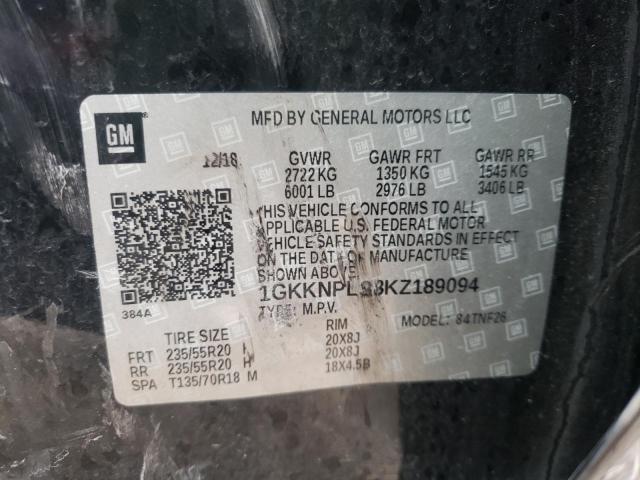 GM
MFD BY GENERAL MOTORS LLC
12/18 GVWR GAWR FRT GAWR RR
2722 KG 1350 KG 1545 KG
6001 LB 2976 LB 3406 LB
THIS VEHICLE CONFORMS TO ALL
APPLICABLE U.S. FEDERAL MOTOR
VEHICLE SAFETY STANDARDS IN EFFECT
ON THE DATE OF MANUFACTURE
SHOWN ABOVE.
384A
TYPE: M.P.V. MODEL: 84TNF26
TIRE SIZE RIM
FRT 235/55R20 20X8J
RR 235/55R20 H 20X8J
SPA T135/70R18 M 18X4.5B